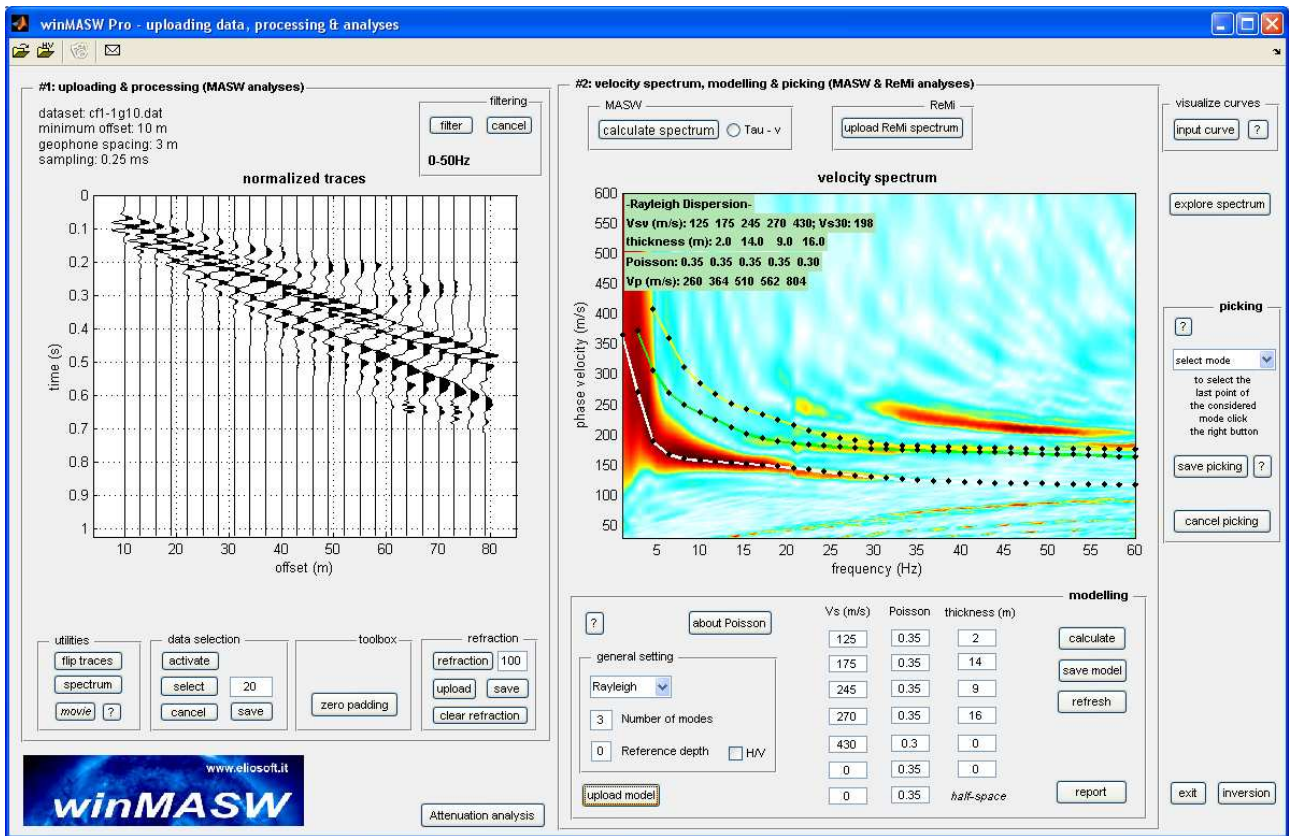 winMASW Pro - uploading data, processing & analyses
HV
#1: uploading & processing (MASW analyses)
dataset: cf1-1g10.dat
minimum offset: 10 m
geophone spacing: 3 m
sampling: 0.25 ms
filtering
filter cancel
0-50Hz
normalized traces
0
0.1
0.2
0.3
0.4
0.5
0.6
0.7
0.8
0.9
1
time (s)
10 20 30 40 50 60 70 80
offset (m)
utilities
flip traces
spectrum
movie ?
data selection
activate
select 20
cancel save
toolbox
zero padding
refraction
refraction 100
upload save
clear refraction
www.eliosoft.it
winMASW
Attenuation analysis
#2: velocity spectrum, modelling & picking (MASW & ReMi analyses)
MASW
calculate spectrum Tau - v
ReMi
upload ReMi spectrum
velocity spectrum
600
550
500
450
400
350
300
250
200
150
100
50
phase velocity (m/s)
-Rayleigh Dispersion-
Vsv (m/s): 125 175 245 270 430; Vs30: 198
thickness (m): 2.0 14.0 9.0 16.0
Poisson: 0.35 0.35 0.35 0.35 0.30
Vp (m/s): 260 364 510 562 804
5 10 15 20 25 30 35 40 45 50 55 60
frequency (Hz)
modelling
? about Poisson
general setting
Rayleigh
3 Number of modes
0 Reference depth H/V
upload model
Vs (m/s) Poisson thickness (m)
125 0.35 2
175 0.35 14
245 0.35 9
270 0.35 16
430 0.3 0
0 0.35 0
0 0.35 half-space
calculate
save model
refresh
report
visualize curves
input curve ?
explore spectrum
picking
?
select mode
to select the
last point of
the considered
mode click
the right button
save picking ?
cancel picking
exit inversion